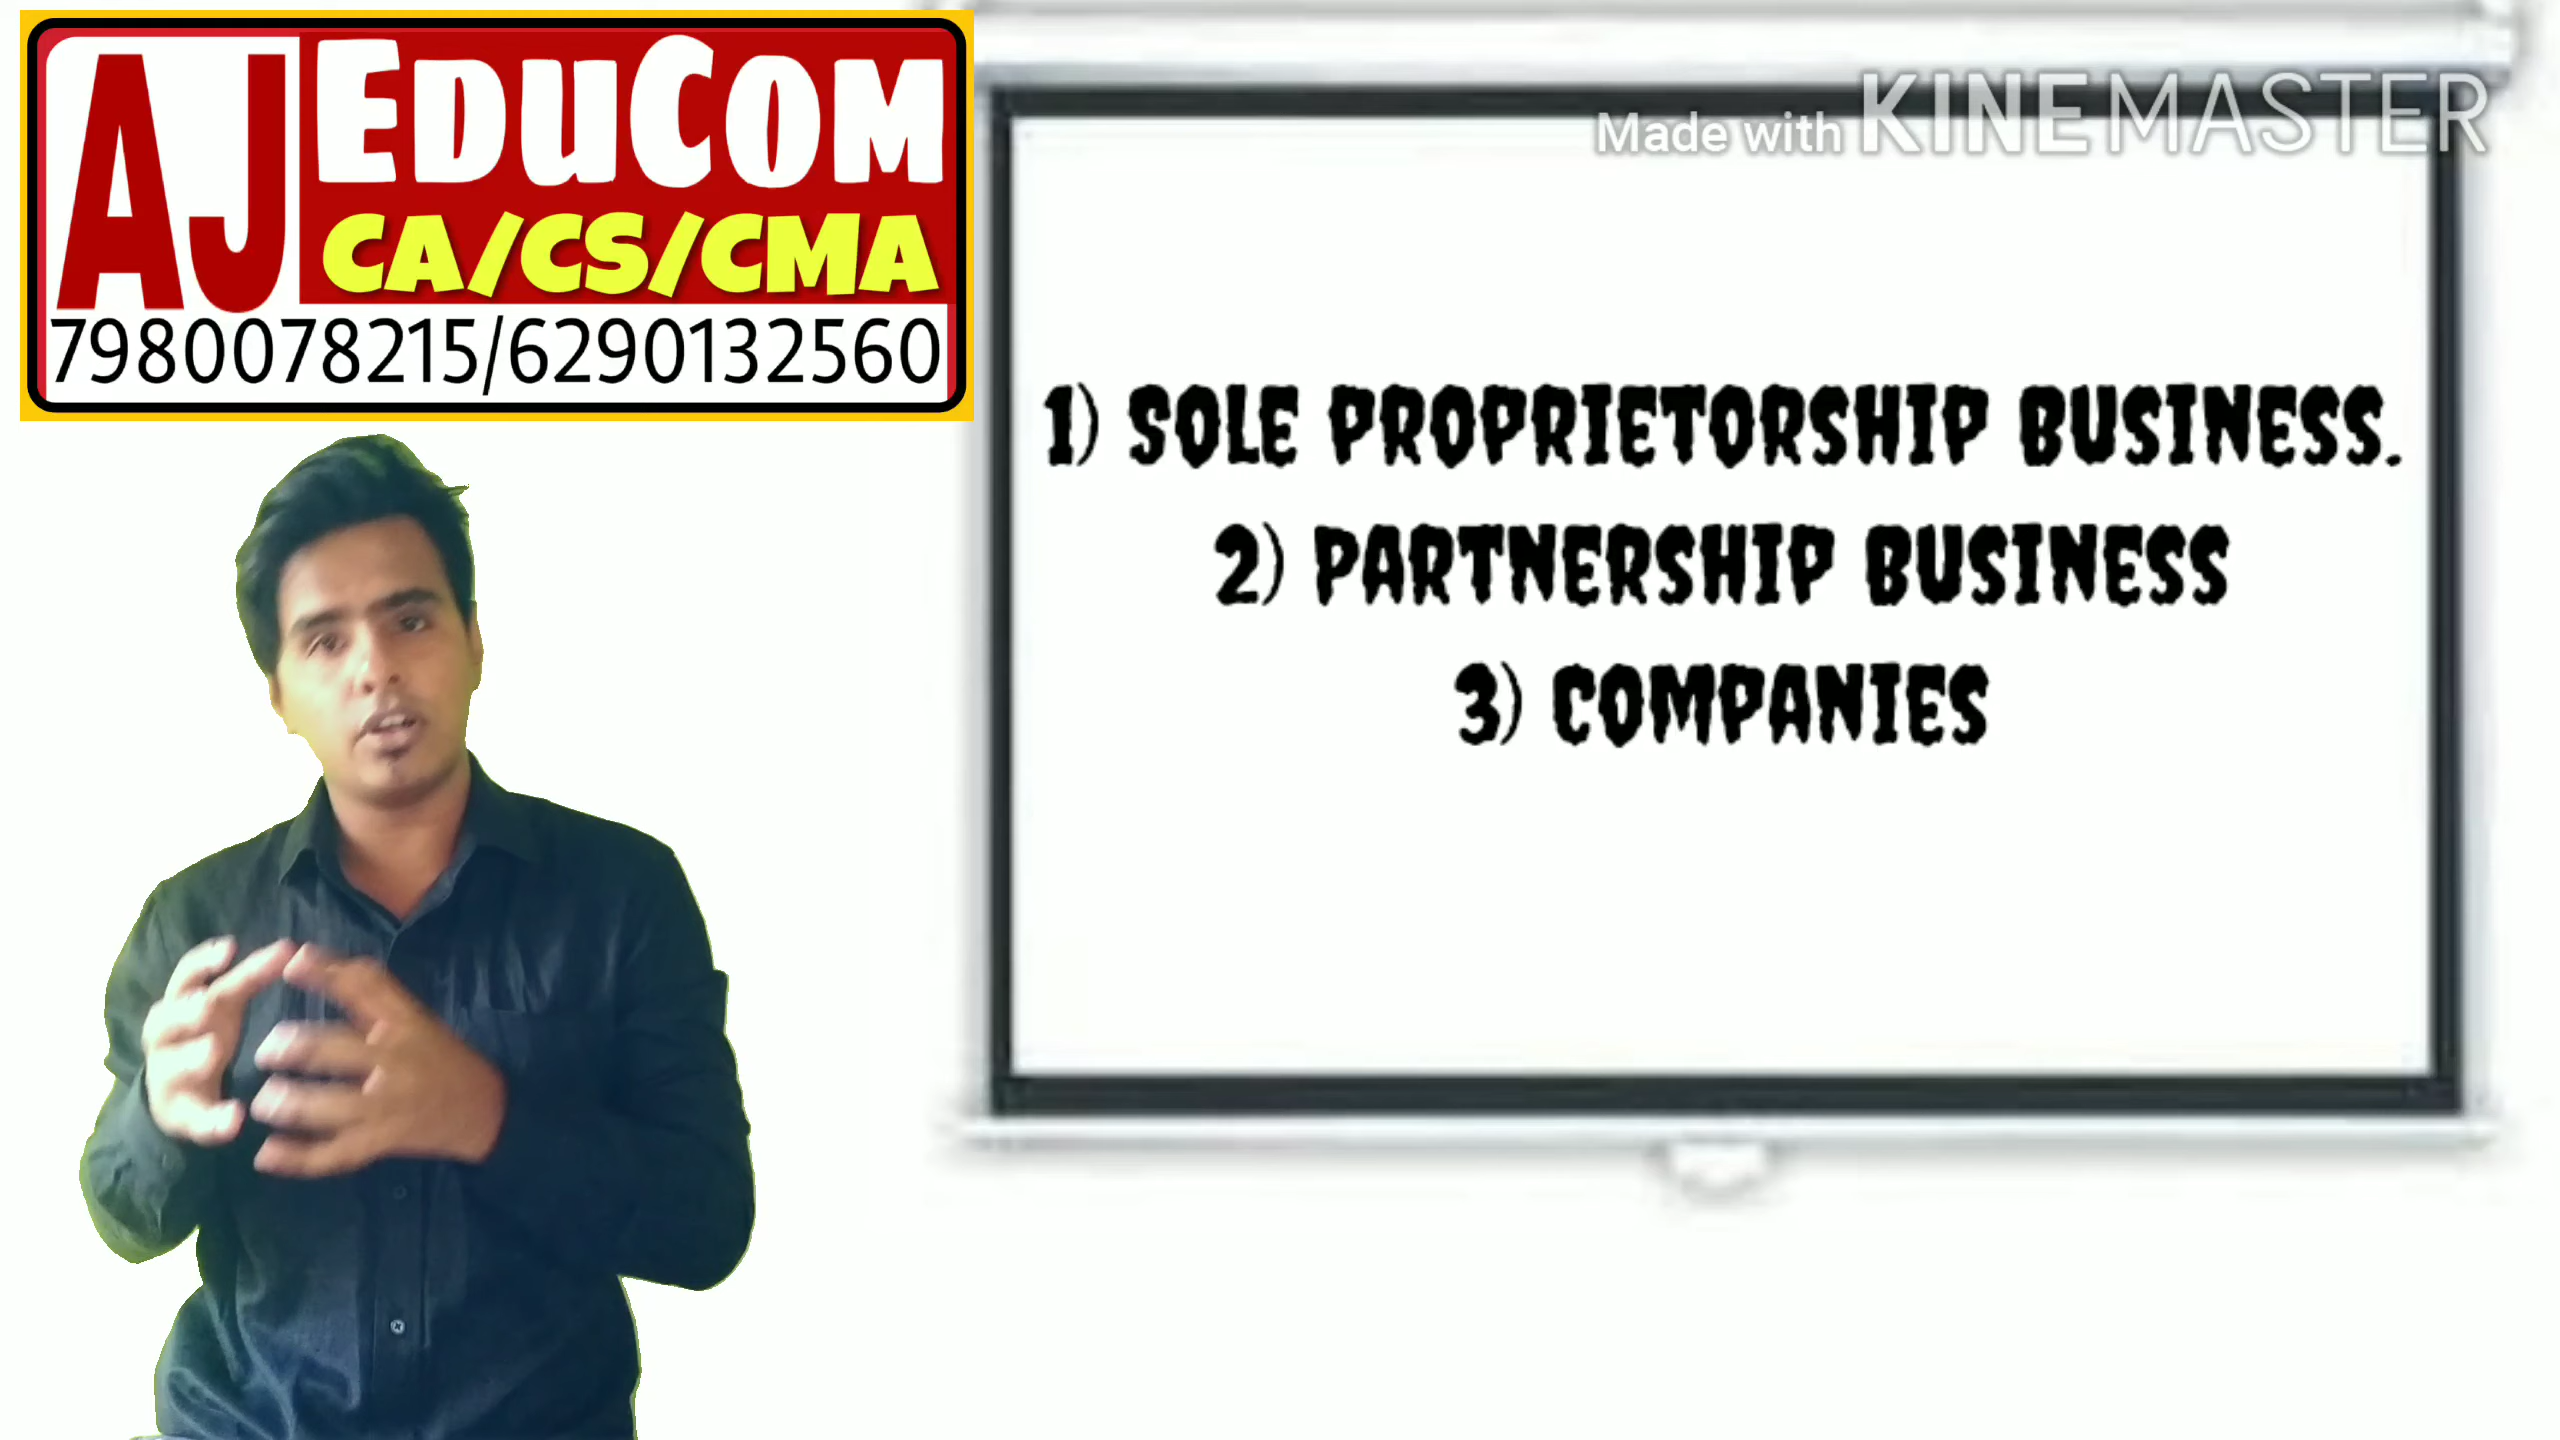 AJ EDUCOM
CA/CS/CMA
7980078215/6290132560
Made with KINEMASTER
1) SOLE PROPRIETORSHIP BUSINESS.
2) PARTNERSHIP BUSINESS
3) COMPANIES